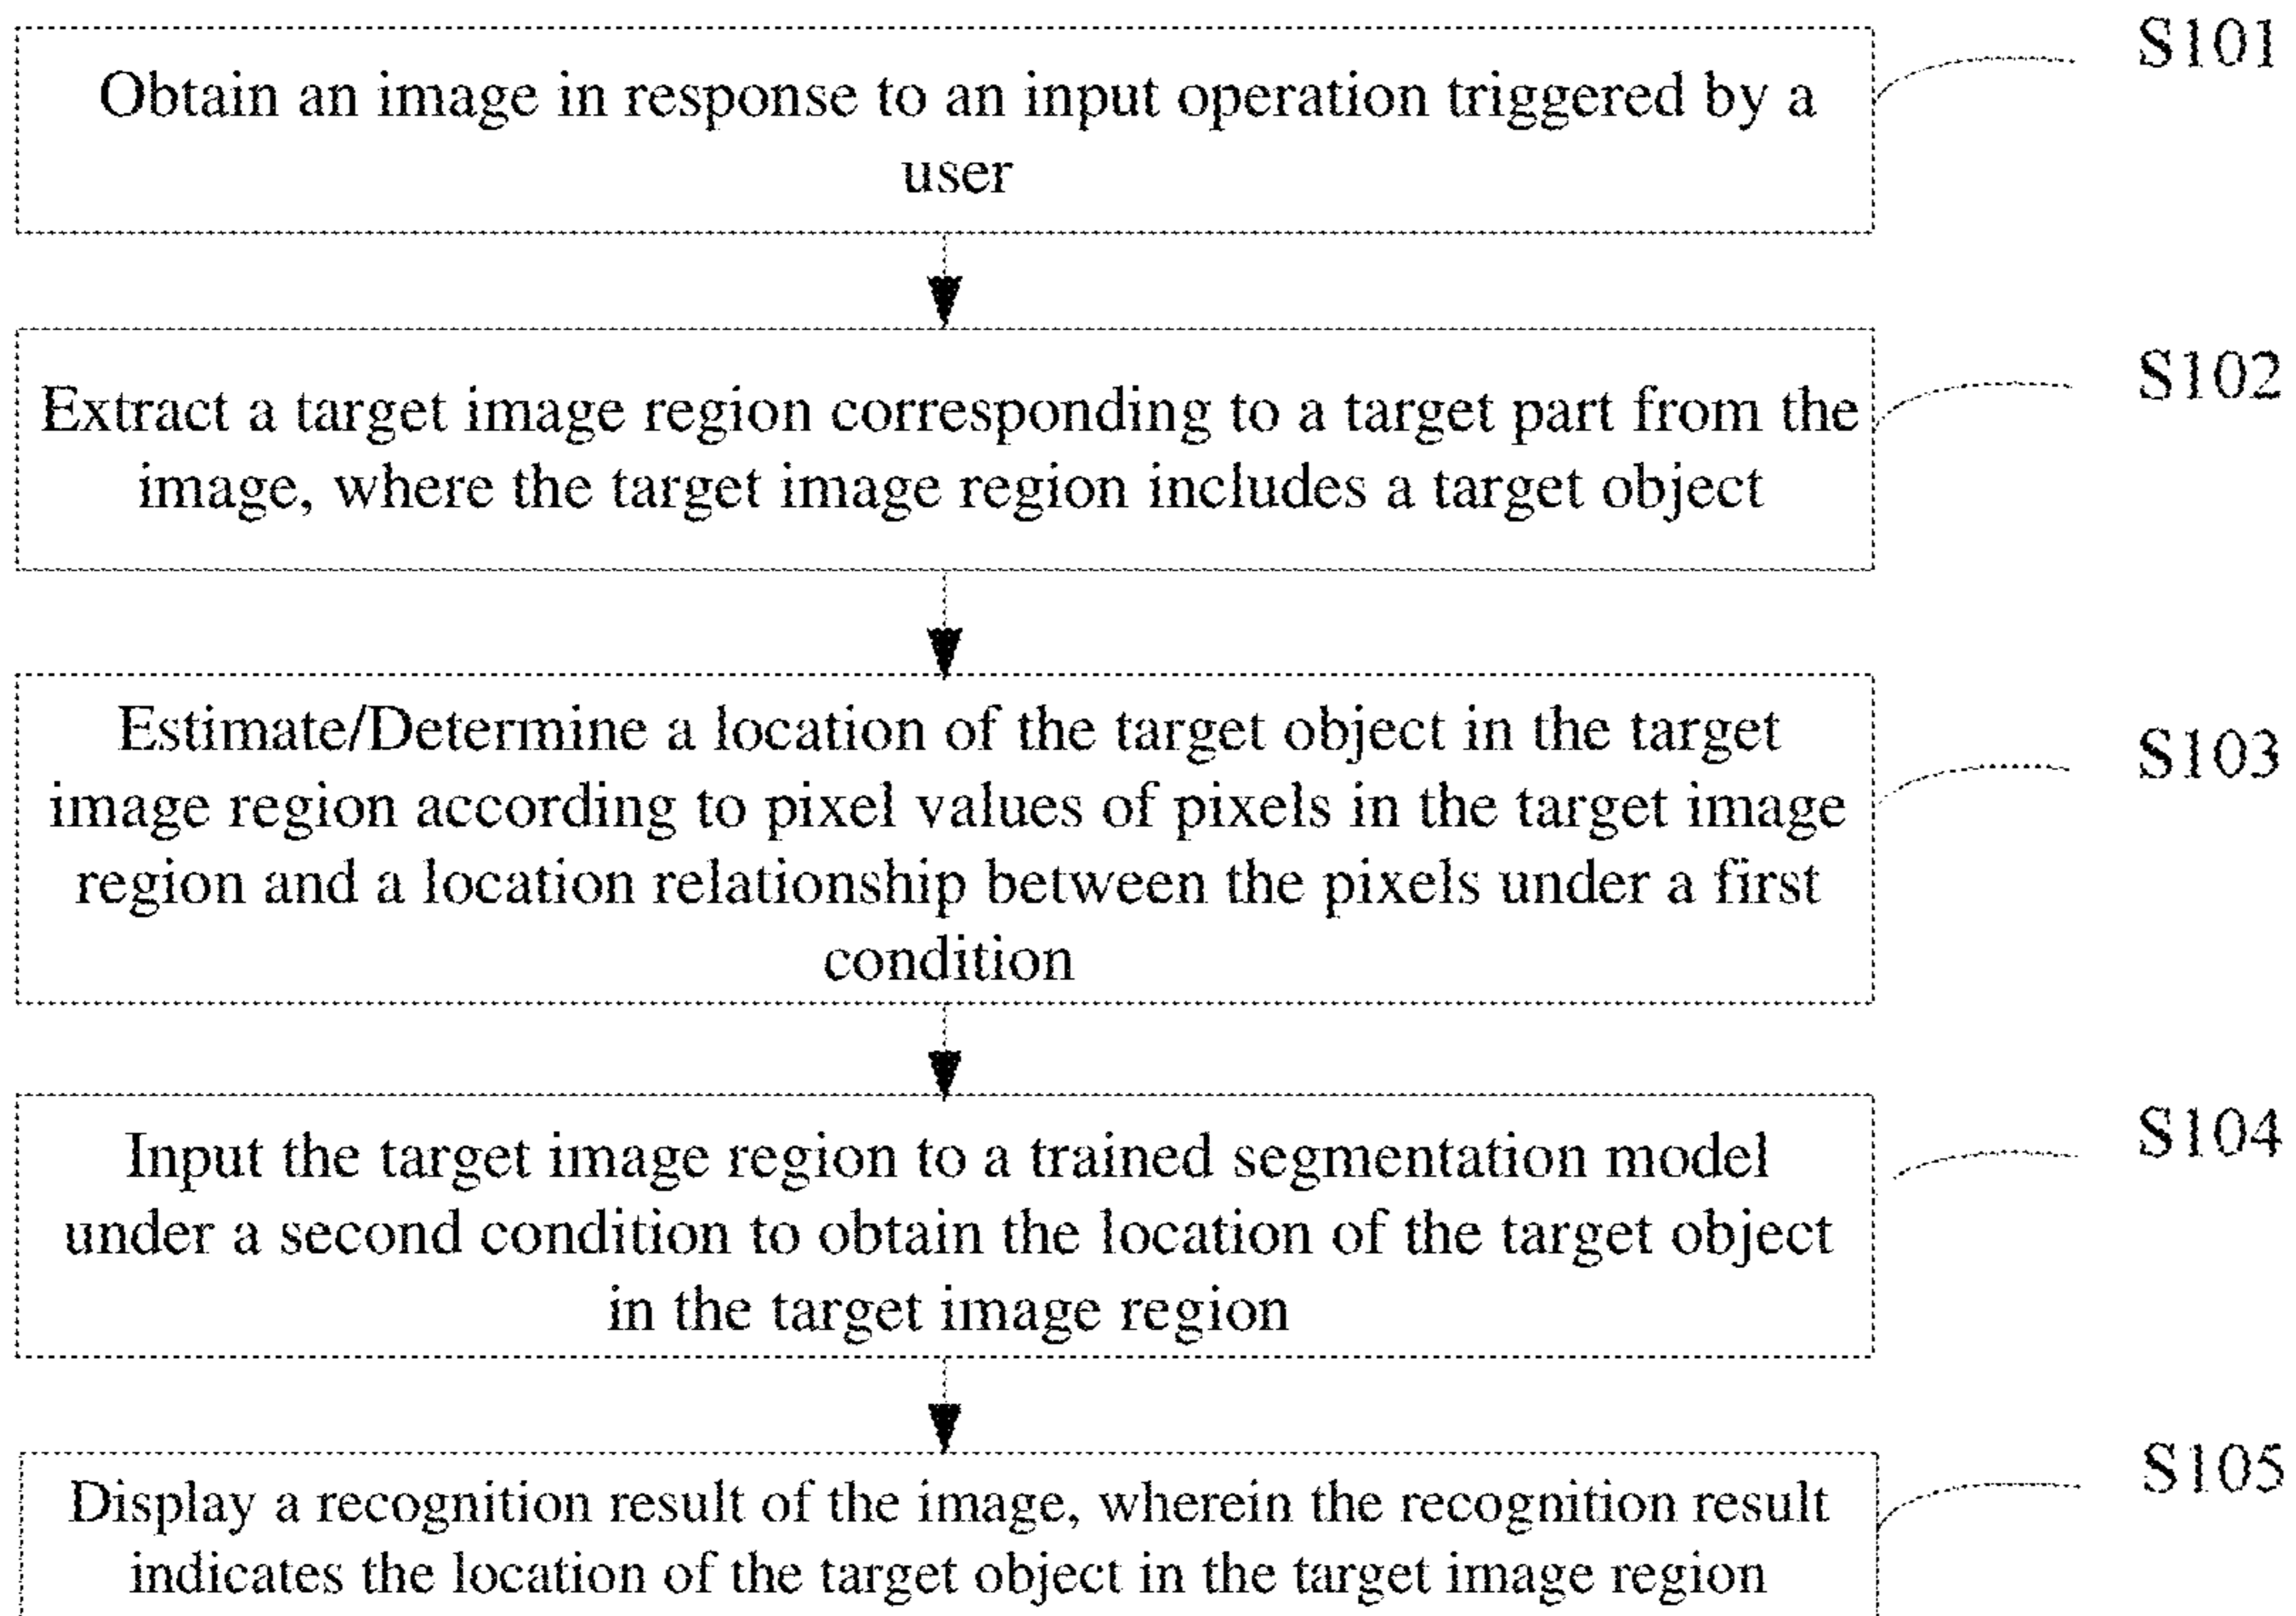 S101
Obtain an image in response to an input operation triggered by a
user
S102
Extract a target image region corresponding to a target part from the
image, where the target image region includes a target object
S103
Estimate/Determine a location of the target object in the target
image region according to pixel values of pixels in the target image
region and a location relationship between the pixels under a first
condition
S104
Input the target image region to a trained segmentation model
under a second condition to obtain the location of the target object
in the target image region
S105
Display a recognition result of the image, wherein the recognition result
indicates the location of the target object in the target image region